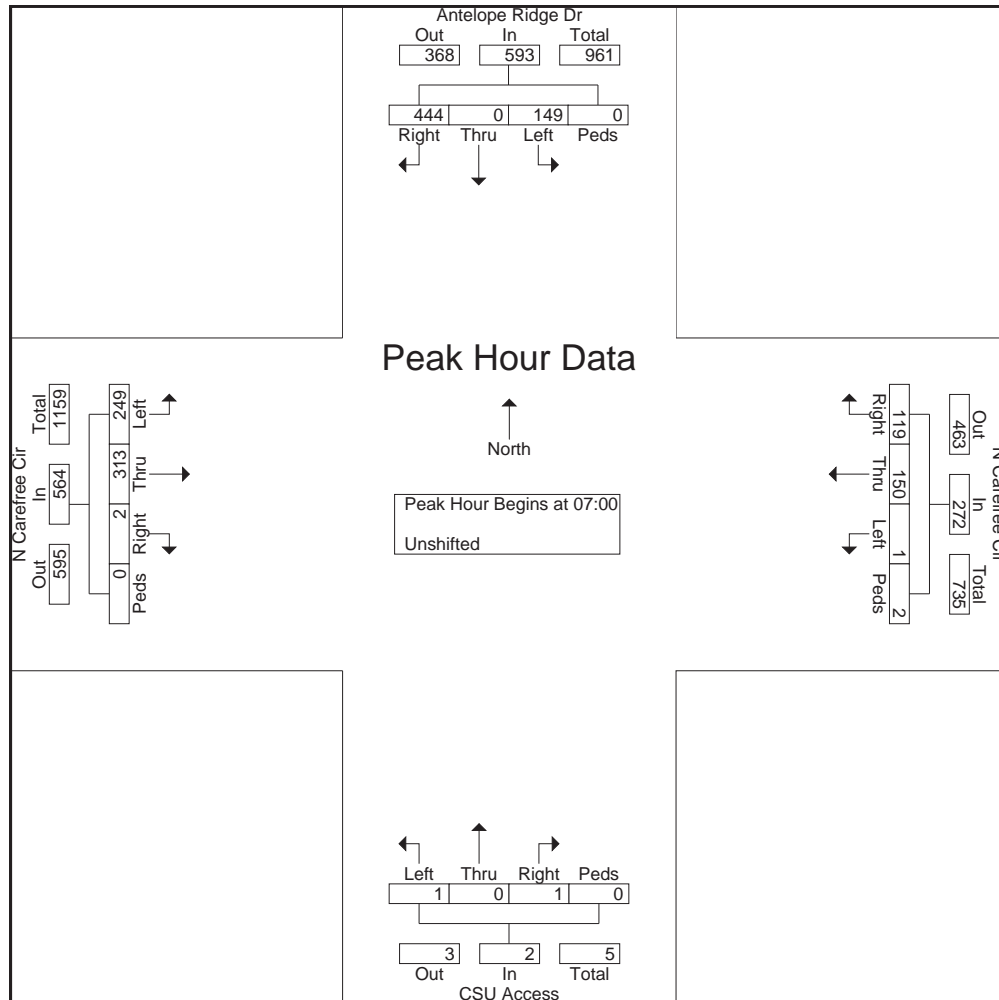 Antelope Ridge Dr
Out In Total
368 593 961
444 0 149 0
Right Thru Left Peds
Peak Hour Data
North
Peak Hour Begins at 07:00
Unshifted
N Carefree Cir
Total In Out
1159 564 595
249 313 2 0
Left Thru Right Peds
N Carefree Cir
Out In Total
463 272 735
119 150 1 2
Right Thru Left Peds
Left Thru Right Peds
1 0 1 0
3 2 5
Out In Total
CSU Access